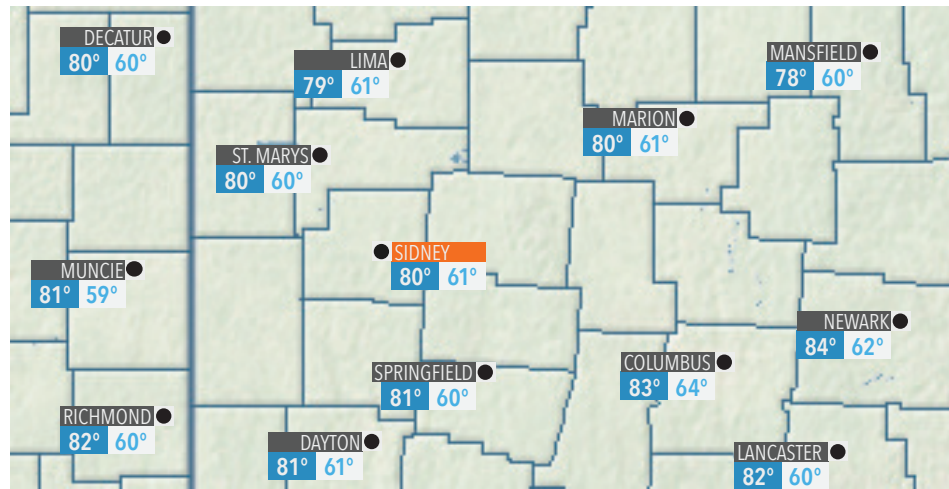 DECATUR
80° 60°
LIMA
79° 61°
MANSFIELD
78° 60°
MARION
80° 61°
ST. MARYS
80° 60°
SIDNEY
80° 61°
MUNCIE
81° 59°
NEWARK
84° 62°
SPRINGFIELD
81° 60°
COLUMBUS
83° 64°
RICHMOND
82° 60°
DAYTON
81° 61°
LANCASTER
82° 60°